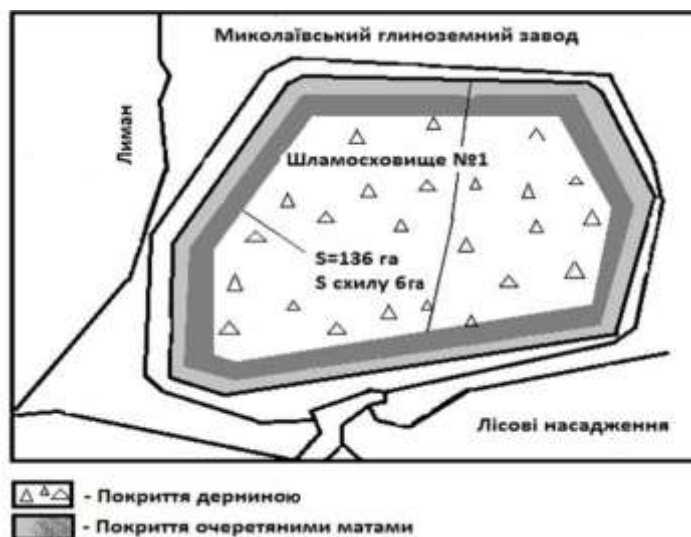 Миколаївський глиноземний завод
Лиман
Шламосховище №1
S=136 га
S схилу 6га
Лісові насадження
- Покриття дерниною
- Покриття очеретяними матами